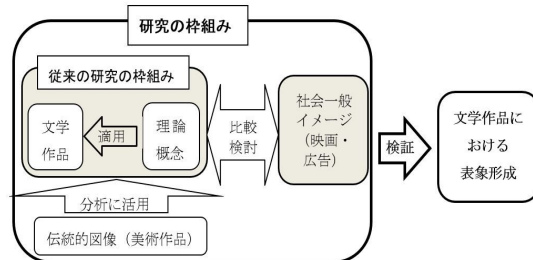 研究の枠組み
従来の研究の枠組み
文学
作品
適用
理論
概念
比較
検討
社会一般
イメージ
（映画・
広告）
検証
文学作品に
おける
表象形成
分析に活用
伝統的図像（美術作品）